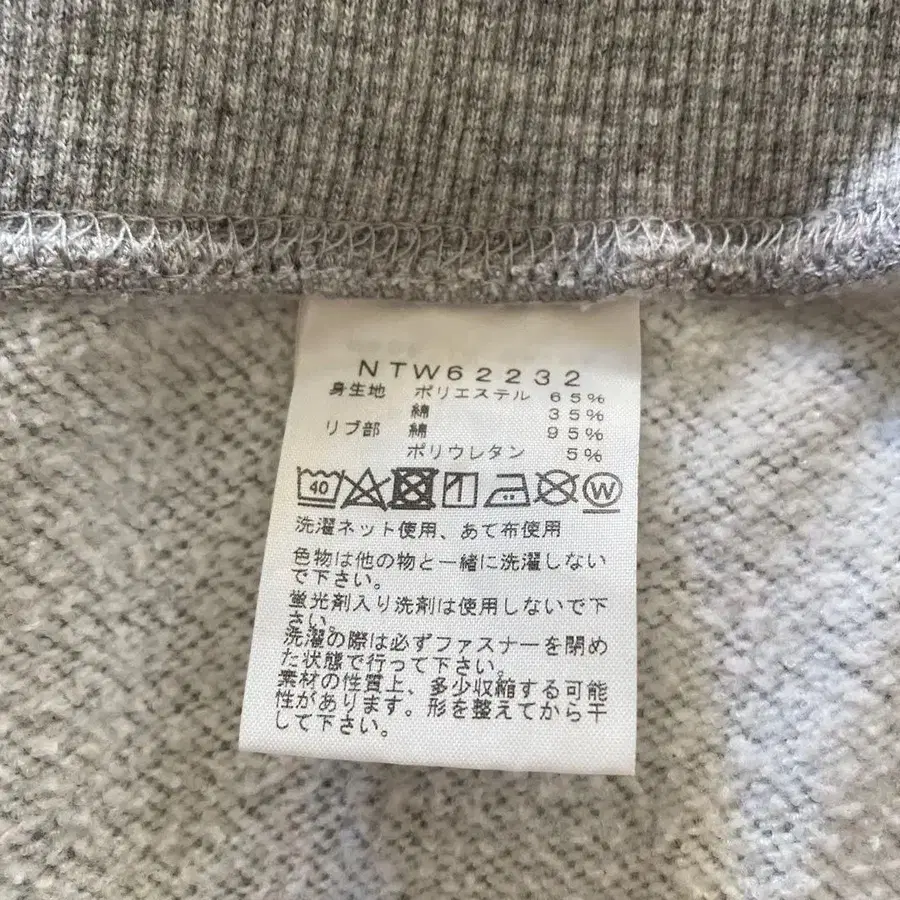 NTW62232
身生地 ポリエステル 65%
綿 35%
リブ部 綿 95%
ポリウレタン 5%
40 W
洗濯ネット使用、あて布使用
色物は他の物と一緒に洗濯しない
で下さい。
蛍光剤入り洗剤は使用しないで下
さい。
洗濯の際は必ずファスナーを閉め
た状態で行って下さい。
素材の性質上、多少収縮する可能
性があります。形を整えてから干
して下さい。